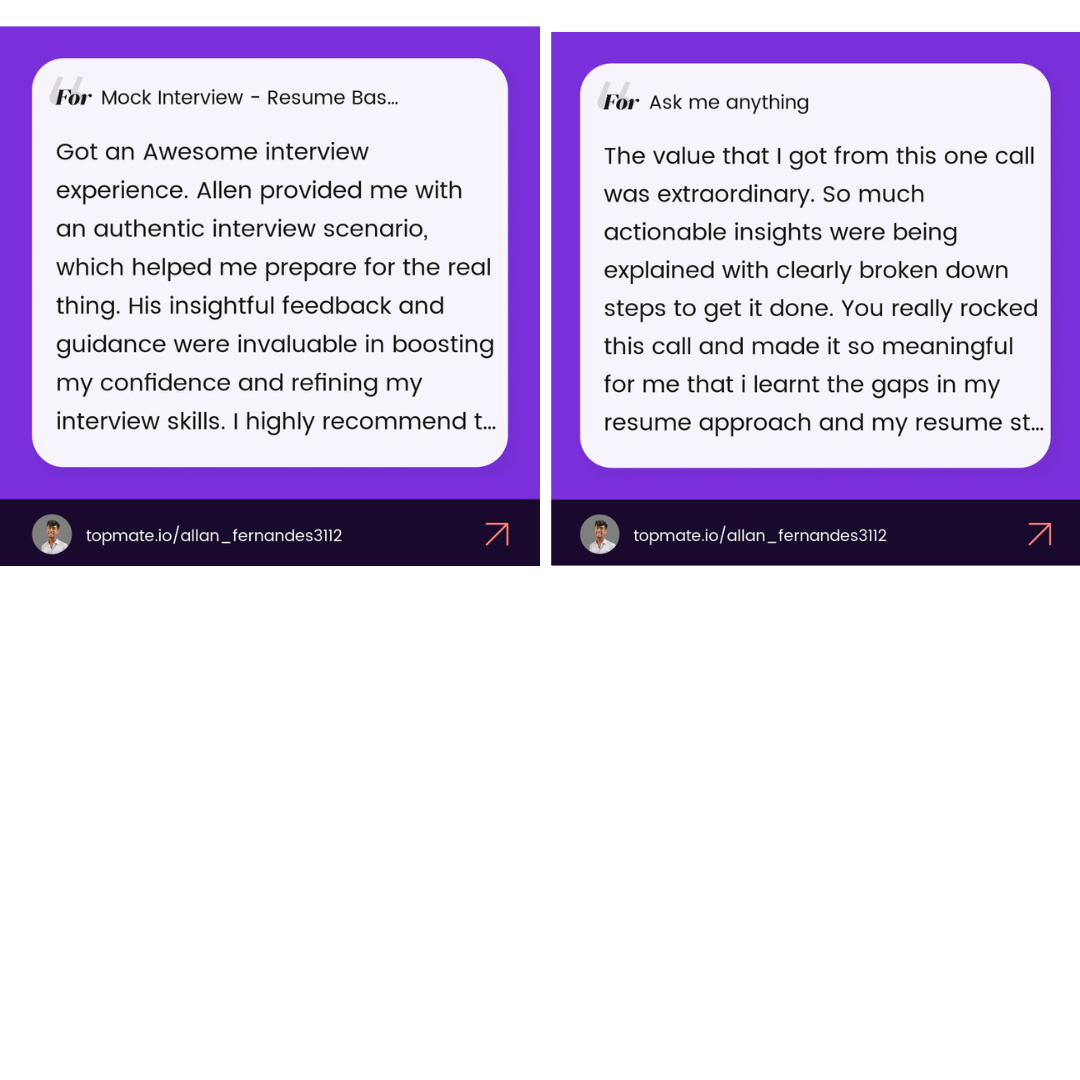 For Mock Interview - Resume Bas...
Got an Awesome interview
experience. Allen provided me with
an authentic interview scenario,
which helped me prepare for the real
thing. His insightful feedback and
guidance were invaluable in boosting
my confidence and refining my
interview skills. I highly recommend t...
topmate.io/allan_fernandes3112
For Ask me anything
The value that I got from this one call
was extraordinary. So much
actionable insights were being
explained with clearly broken down
steps to get it done. You really rocked
this call and made it so meaningful
for me that i learnt the gaps in my
resume approach and my resume st...
topmate.io/allan_fernandes3112